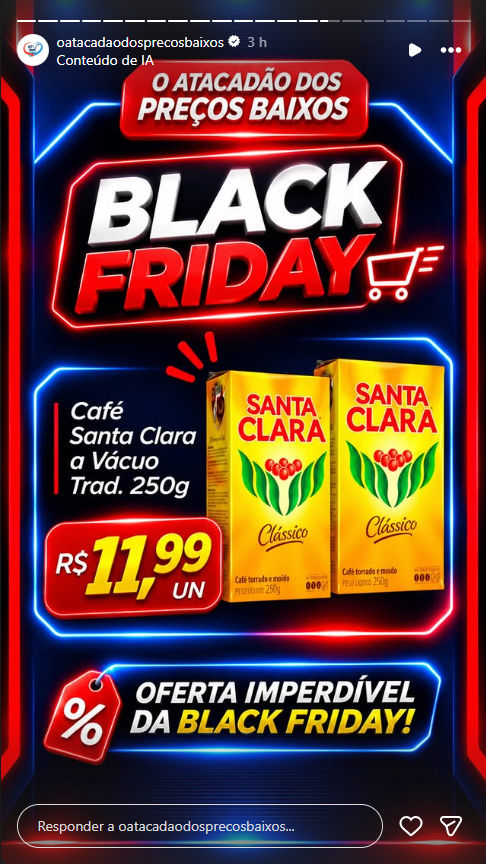 oatacadaodosprecosbaixos 3 h
Conteúdo de IA
O ATACADÃO DOS
PREÇOS BAIXOS
BLACK
FRIDAY
Café
Santa Clara
a Vácuo
Trad. 250g
R$11,99
UN
SANTA
CLARA
Clássico
Café torrado e moído
PESO LÍQUIDO 250g
SANTA
CLARA
Clássico
Café torrado e moído
PESO LÍQUIDO 250g
%
OFERTA IMPERDÍVEL
DA BLACK FRIDAY!
Responder a oatacadaodosprecosbaixos...